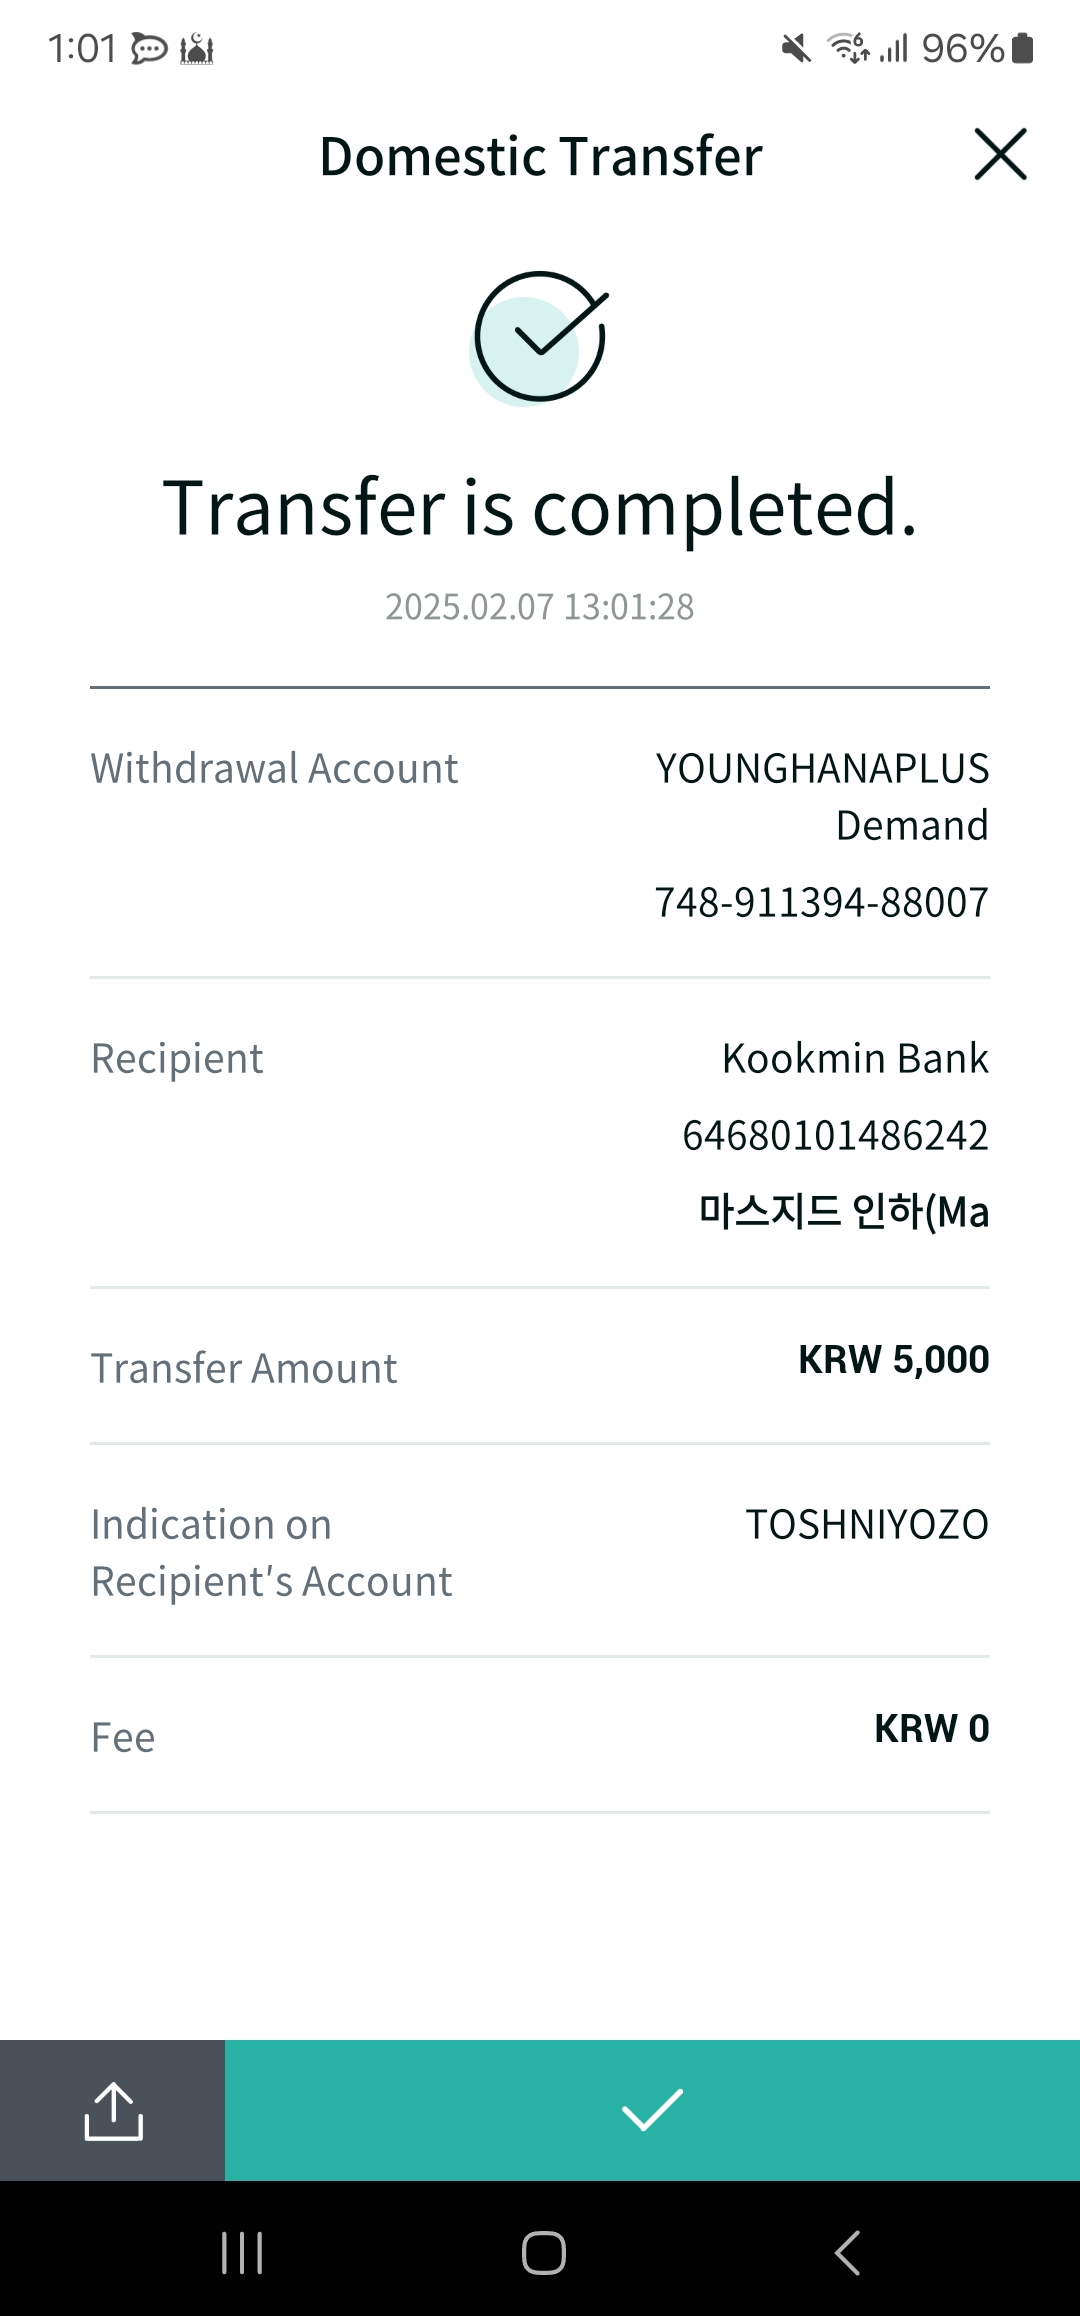 1:01
96%
Domestic Transfer
Transfer is completed.
2025.02.07 13:01:28
Withdrawal Account
YOUNGHANAPLUS
Demand
748-911394-88007
Recipient
Kookmin Bank
64680101486242
마스지드 인하(Ma
Transfer Amount
KRW 5,000
Indication on
Recipient's Account
TOSHNIYOZO
Fee
KRW 0